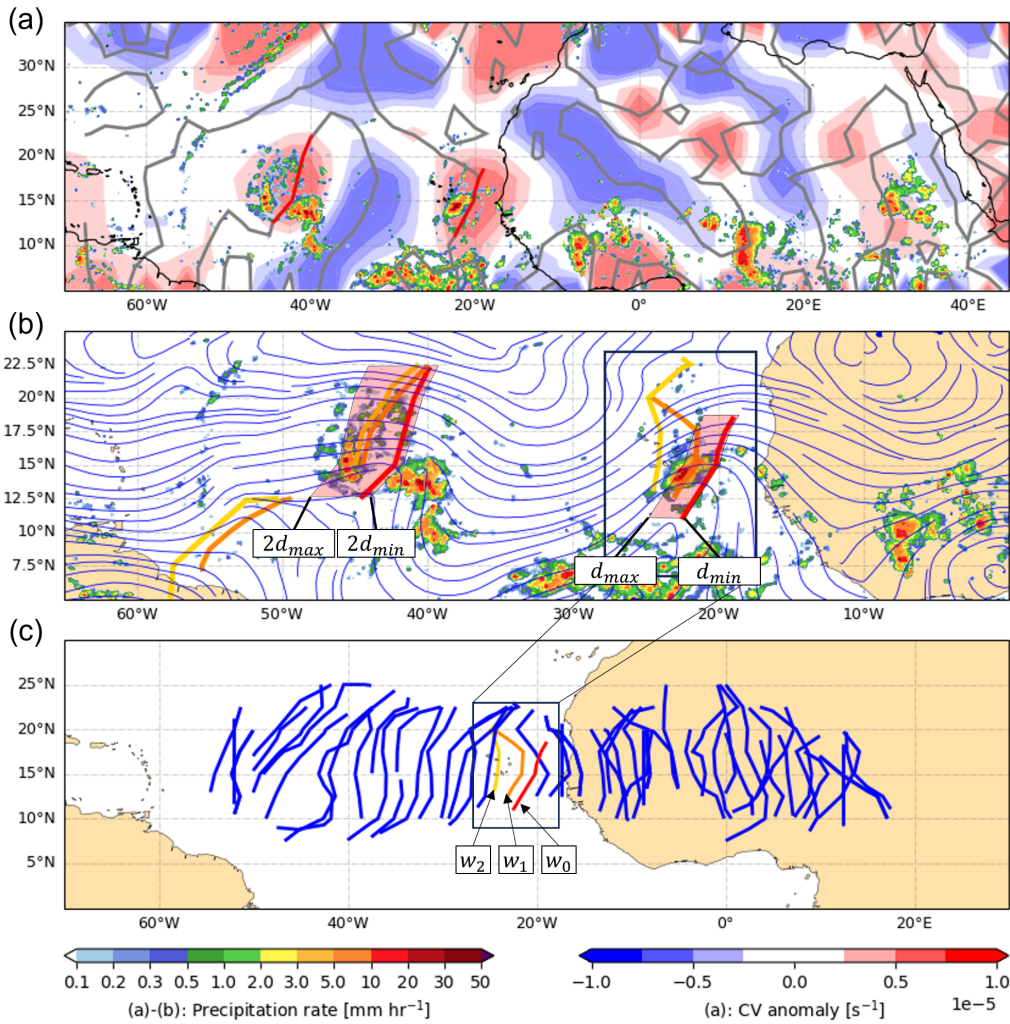 (a)
30°N
25°N
20°N
15°N
10°N
60°W 40°W 20°W 0° 20°E 40°E
(b)
22.5°N
20°N
17.5°N
15°N
12.5°N
10°N
7.5°N
2d_max 2d_min
d_max d_min
60°W 50°W 40°W 30°W 20°W 10°W
(c)
25°N
20°N
15°N
10°N
5°N
w_2 w_1 w_0
60°W 40°W 20°W 0° 20°E
0.1 0.2 0.3 0.5 1.0 2.0 3.0 5.0 10 20 30 50
(a)-(b): Precipitation rate [mm hr⁻¹]
−1.0 −0.5 0.0 0.5 1.0
1e−5
(a): CV anomaly [s⁻¹]